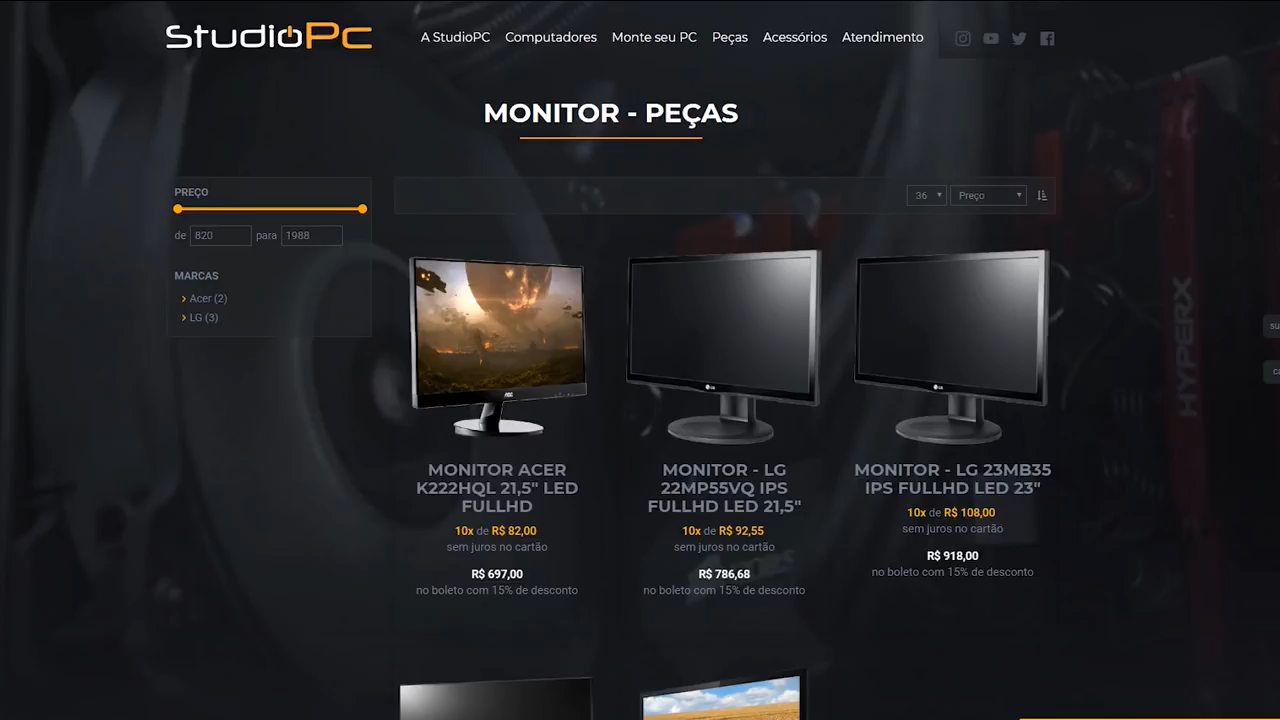 StudioPc
A StudioPC Computadores Monte seu PC Peças Acessórios Atendimento
MONITOR - PEÇAS
PREÇO
de 820 para 1988
MARCAS
Acer (2)
LG (3)
36 Preço
MONITOR ACER
K222HQL 21,5" LED
FULLHD
10x de R$ 82,00
sem juros no cartão
R$ 697,00
no boleto com 15% de desconto
MONITOR - LG
22MP55VQ IPS
FULLHD LED 21,5"
10x de R$ 92,55
sem juros no cartão
R$ 786,68
no boleto com 15% de desconto
MONITOR - LG 23MB35
IPS FULLHD LED 23"
10x de R$ 108,00
sem juros no cartão
R$ 918,00
no boleto com 15% de desconto
HYPERX